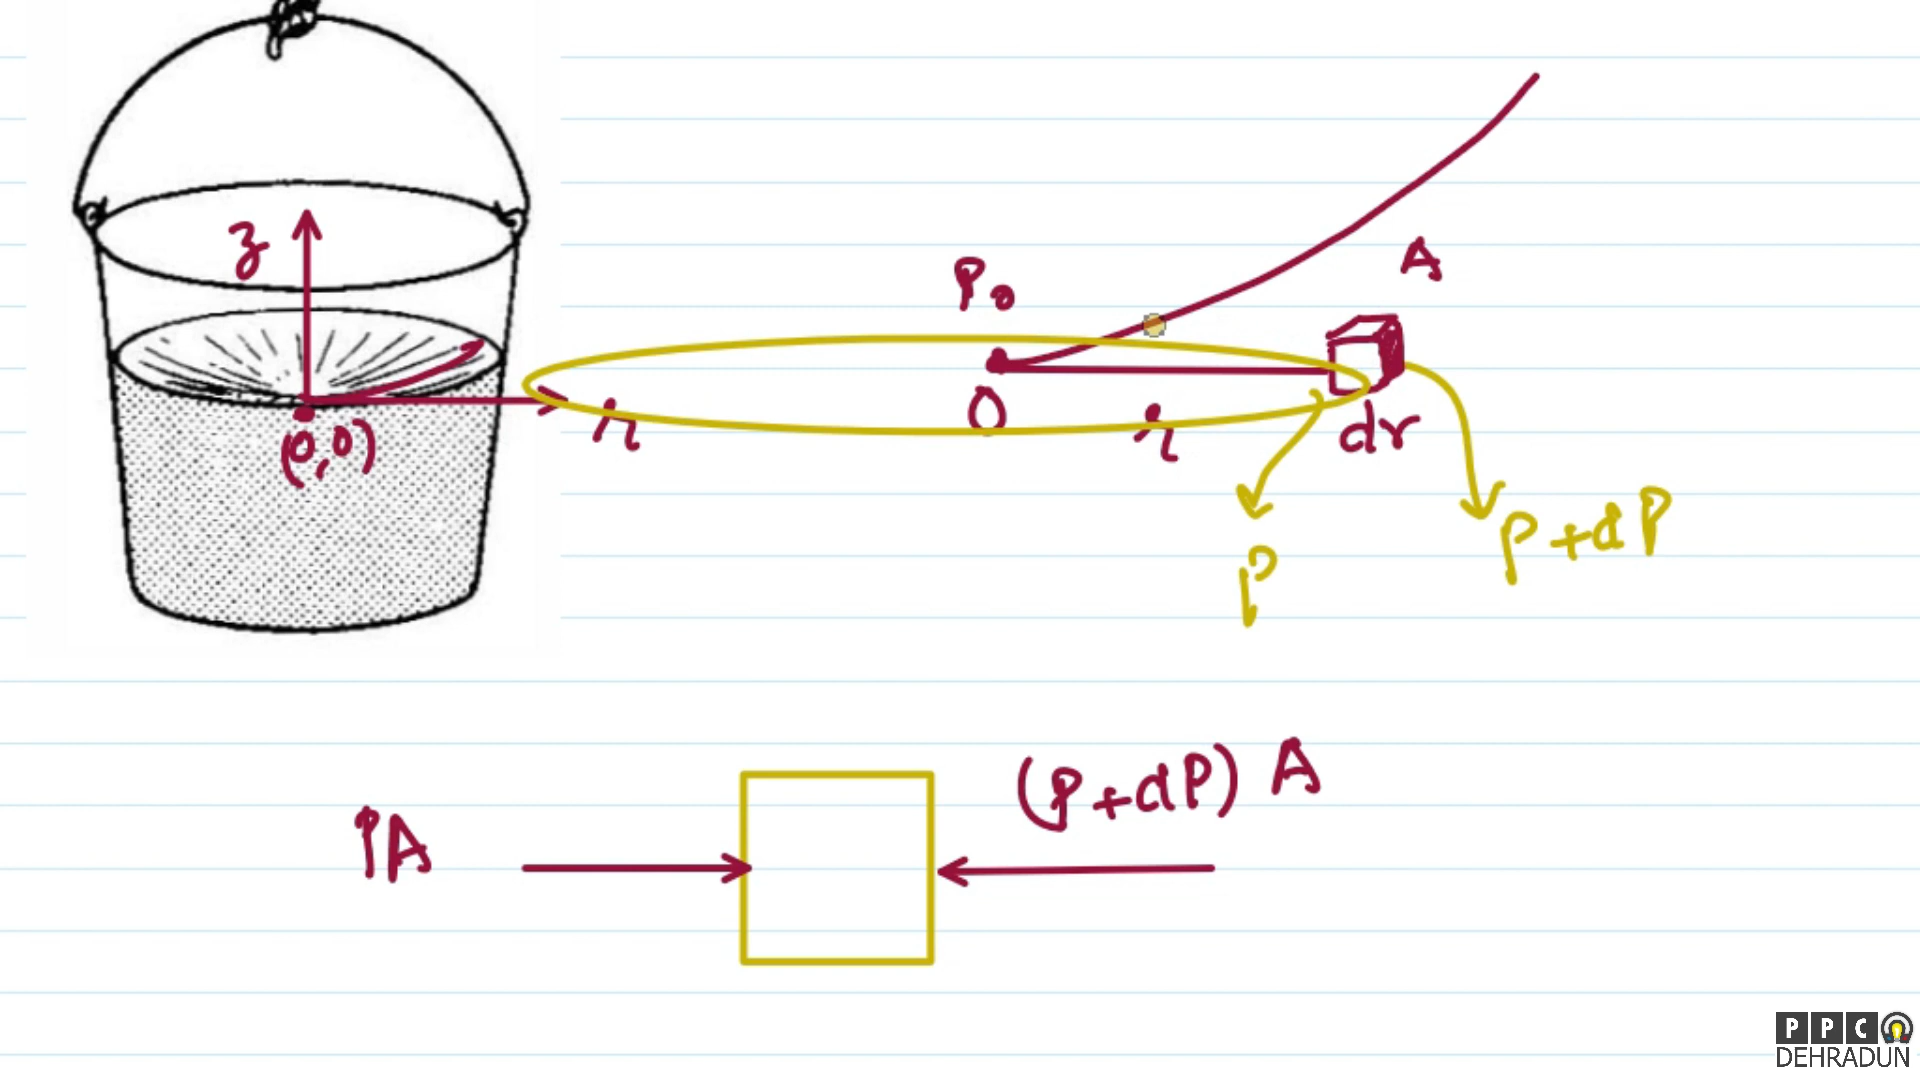 z
(0,0)
r
P₀
A
O
r
dr
P
P+dP
PA
(P+dP) A
PPC
DEHRADUN